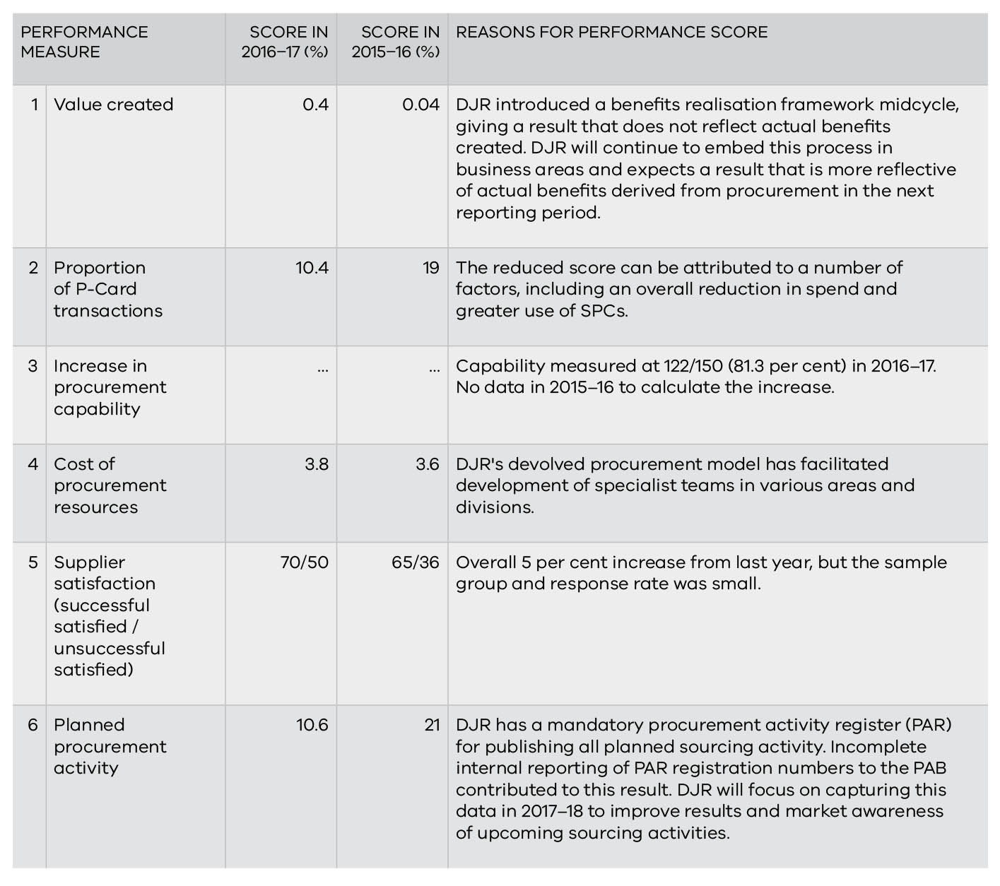 PERFORMANCE
MEASURE
SCORE IN
2016–17 (%)
SCORE IN
2015–16 (%)
REASONS FOR PERFORMANCE SCORE
1
Value created
0.4
0.04
DJR introduced a benefits realisation framework midcycle,
giving a result that does not reflect actual benefits
created. DJR will continue to embed this process in
business areas and expects a result that is more reflective
of actual benefits derived from procurement in the next
reporting period.
2
Proportion
of P-Card
transactions
10.4
19
The reduced score can be attributed to a number of
factors, including an overall reduction in spend and
greater use of SPCs.
3
Increase in
procurement
capability
...
...
Capability measured at 122/150 (81.3 per cent) in 2016–17.
No data in 2015–16 to calculate the increase.
4
Cost of
procurement
resources
3.8
3.6
DJR's devolved procurement model has facilitated
development of specialist teams in various areas and
divisions.
5
Supplier
satisfaction
(successful
satisfied /
unsuccessful
satisfied)
70/50
65/36
Overall 5 per cent increase from last year, but the sample
group and response rate was small.
6
Planned
procurement
activity
10.6
21
DJR has a mandatory procurement activity register (PAR)
for publishing all planned sourcing activity. Incomplete
internal reporting of PAR registration numbers to the PAB
contributed to this result. DJR will focus on capturing this
data in 2017–18 to improve results and market awareness
of upcoming sourcing activities.